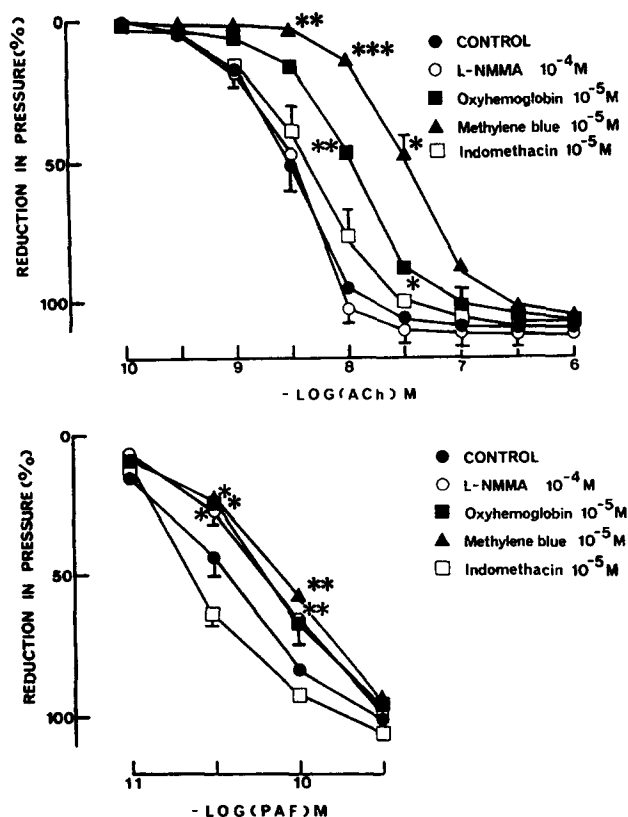 REDUCTION IN PRESSURE(%)
0
50
100
10
9
8
7
6
-LOG(ACh) M
**
***
*
**
*
CONTROL
L-NMMA 10⁻⁴M
Oxyhemoglobin 10⁻⁵M
Methylene blue 10⁻⁵M
Indomethacin 10⁻⁵M
REDUCTION IN PRESSURE(%)
0
50
100
11
10
-LOG(PAF)M
*
*
*
**
**
CONTROL
L-NMMA 10⁻⁴M
Oxyhemoglobin 10⁻⁵M
Methylene blue 10⁻⁵M
Indomethacin 10⁻⁵M